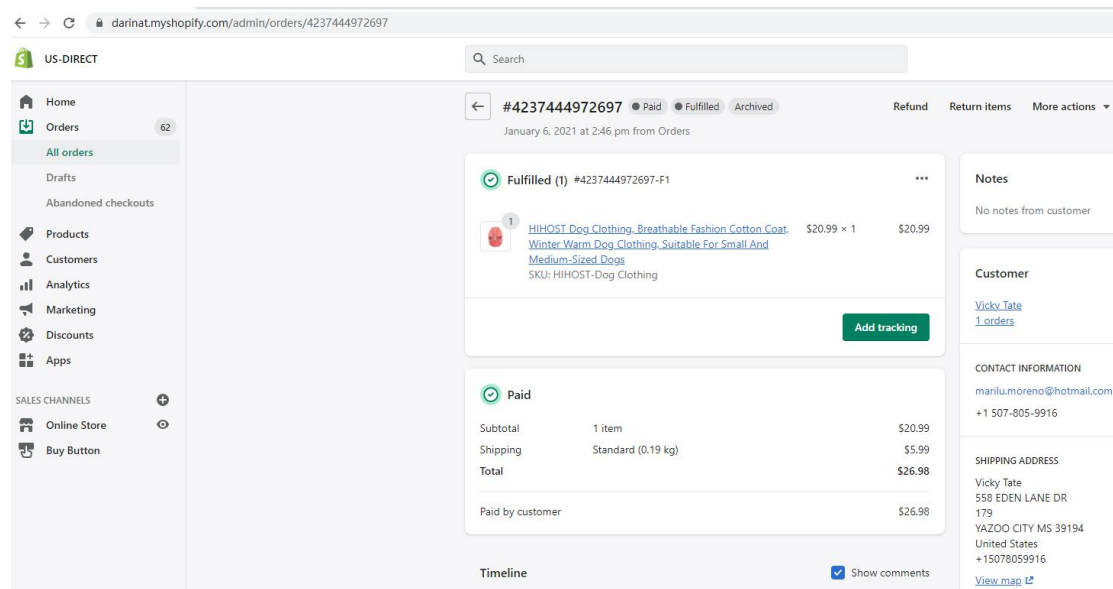 darinat.myshopify.com/admin/orders/4237444972697
US-DIRECT
Search
Home
Orders 62
All orders
Drafts
Abandoned checkouts
Products
Customers
Analytics
Marketing
Discounts
Apps
SALES CHANNELS
Online Store
Buy Button
#4237444972697 Paid Fulfilled Archived
Refund Return items More actions
January 6, 2021 at 2:46 pm from Orders
Fulfilled (1) #4237444972697-F1
1
HIHOST Dog Clothing, Breathable Fashion Cotton Coat, $20.99 × 1 $20.99
Winter Warm Dog Clothing, Suitable For Small And
Medium-Sized Dogs
SKU: HIHOST-Dog Clothing
Add tracking
Paid
Subtotal 1 item $20.99
Shipping Standard (0.19 kg) $5.99
Total $26.98
Paid by customer $26.98
Timeline Show comments
Notes
No notes from customer
Customer
Vicky Tate
1 orders
CONTACT INFORMATION
marilu.moreno@hotmail.com
+1 507-805-9916
SHIPPING ADDRESS
Vicky Tate
558 EDEN LANE DR
179
YAZOO CITY MS 39194
United States
+15078059916
View map